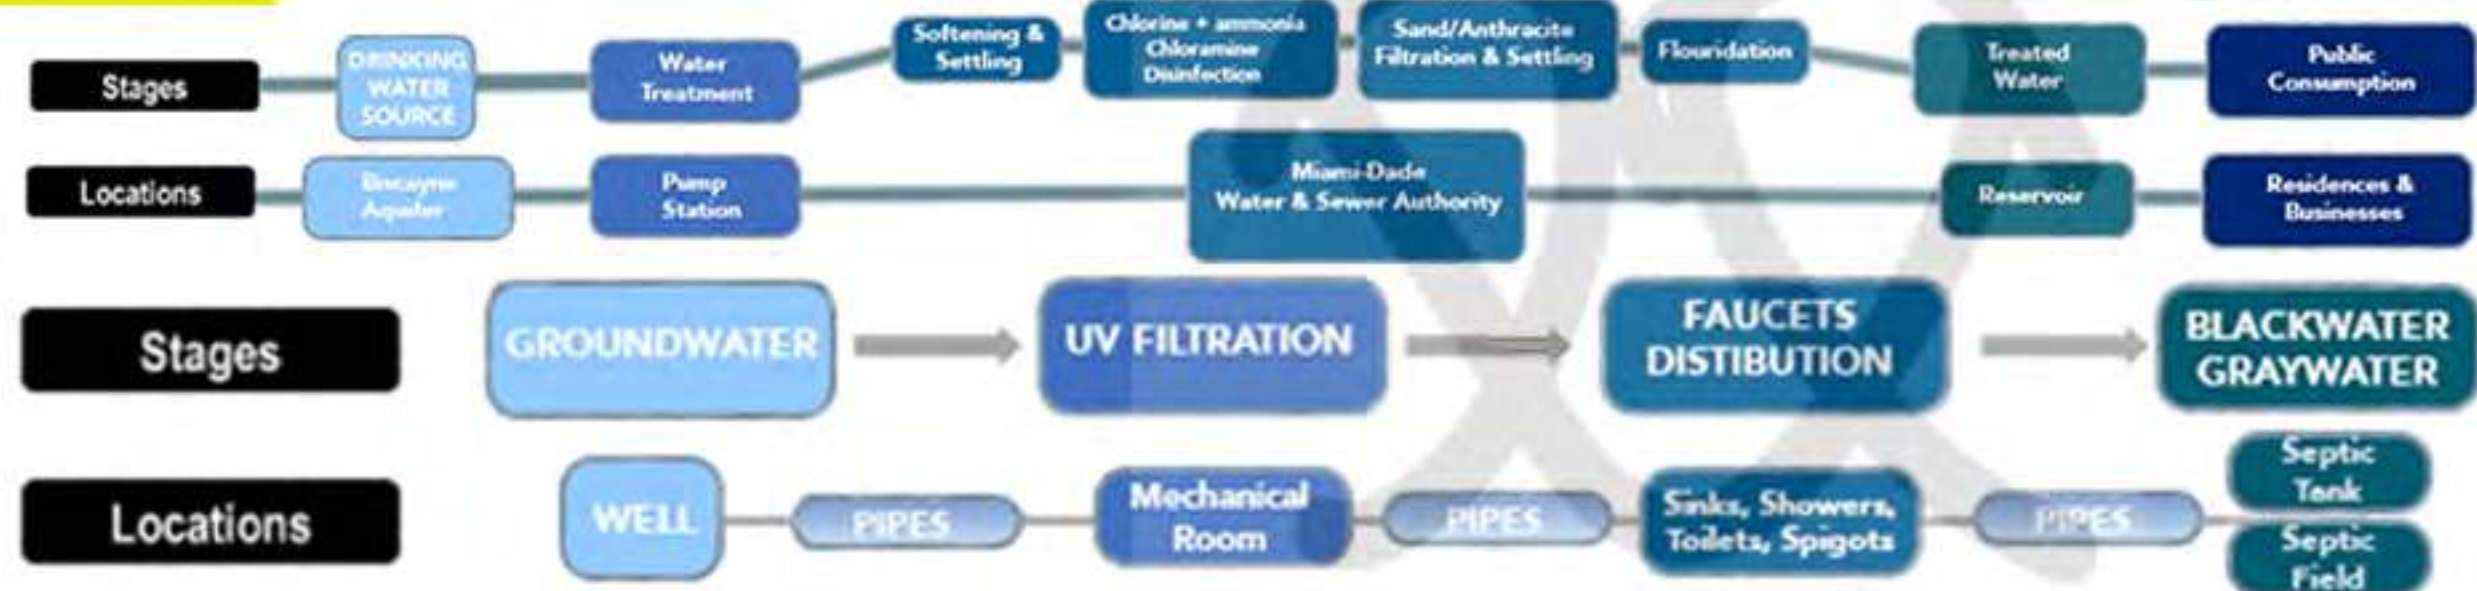 Stages
DRINKING
WATER
SOURCE
Water
Treatment
Softening &
Settling
Chlorine + ammonia
Chloramine
Disinfection
Sand/Anthracite
Filtration & Settling
Flouridation
Treated
Water
Public
Consumption
Locations
Biscayne
Aquifer
Pump
Station
Miami-Dade
Water & Sewer Authority
Reservoir
Residences &
Businesses
Stages
GROUNDWATER
UV FILTRATION
FAUCETS
DISTIBUTION
BLACKWATER
GRAYWATER
Locations
WELL
PIPES
Mechanical
Room
PIPES
Sinks, Showers,
Toilets, Spigots
PIPES
Septic
Tank
Septic
Field